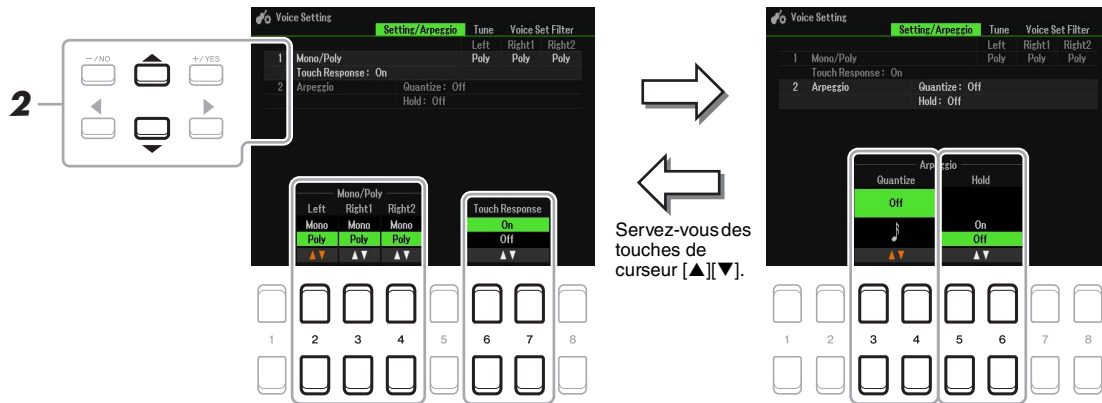 Voice Setting
Setting/Arpeggio Tune Voice Set Filter
Left Right1 Right2
1 Mono/Poly Poly Poly Poly
Touch Response: On
2 Arpeggio Quantize: Off
Hold: Off
-/NO +/YES
2
Mono/Poly
Left Right1 Right2
Mono Mono Mono
Poly Poly Poly
Touch Response
On
Off
1 2 3 4 5 6 7 8
Servez-vous des
touches de
curseur [▲][▼].
Voice Setting
Setting/Arpeggio Tune Voice Set Filter
Left Right1 Right2
1 Mono/Poly Poly Poly Poly
Touch Response: On
2 Arpeggio Quantize: Off
Hold: Off
Arpeggio
Quantize Hold
Off
On
Off
1 2 3 4 5 6 7 8